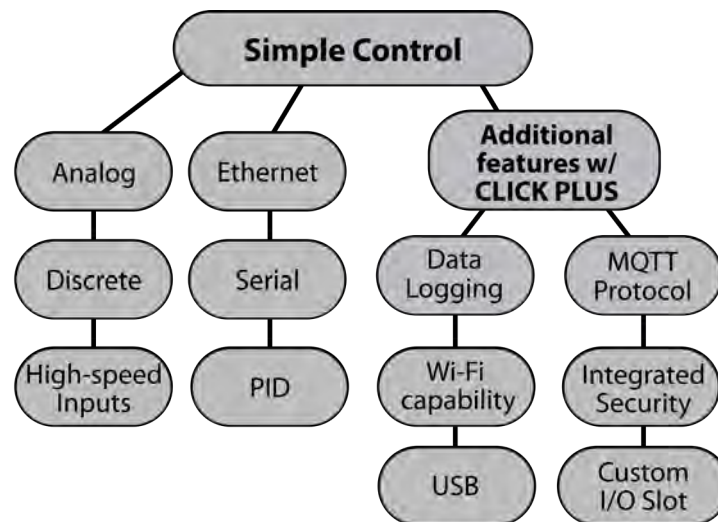 Simple Control
Analog
Ethernet
Additional
features w/
CLICK PLUS
Discrete
Serial
Data
Logging
MQTT
Protocol
High-speed
Inputs
PID
Wi-Fi
capability
Integrated
Security
USB
Custom
I/O Slot